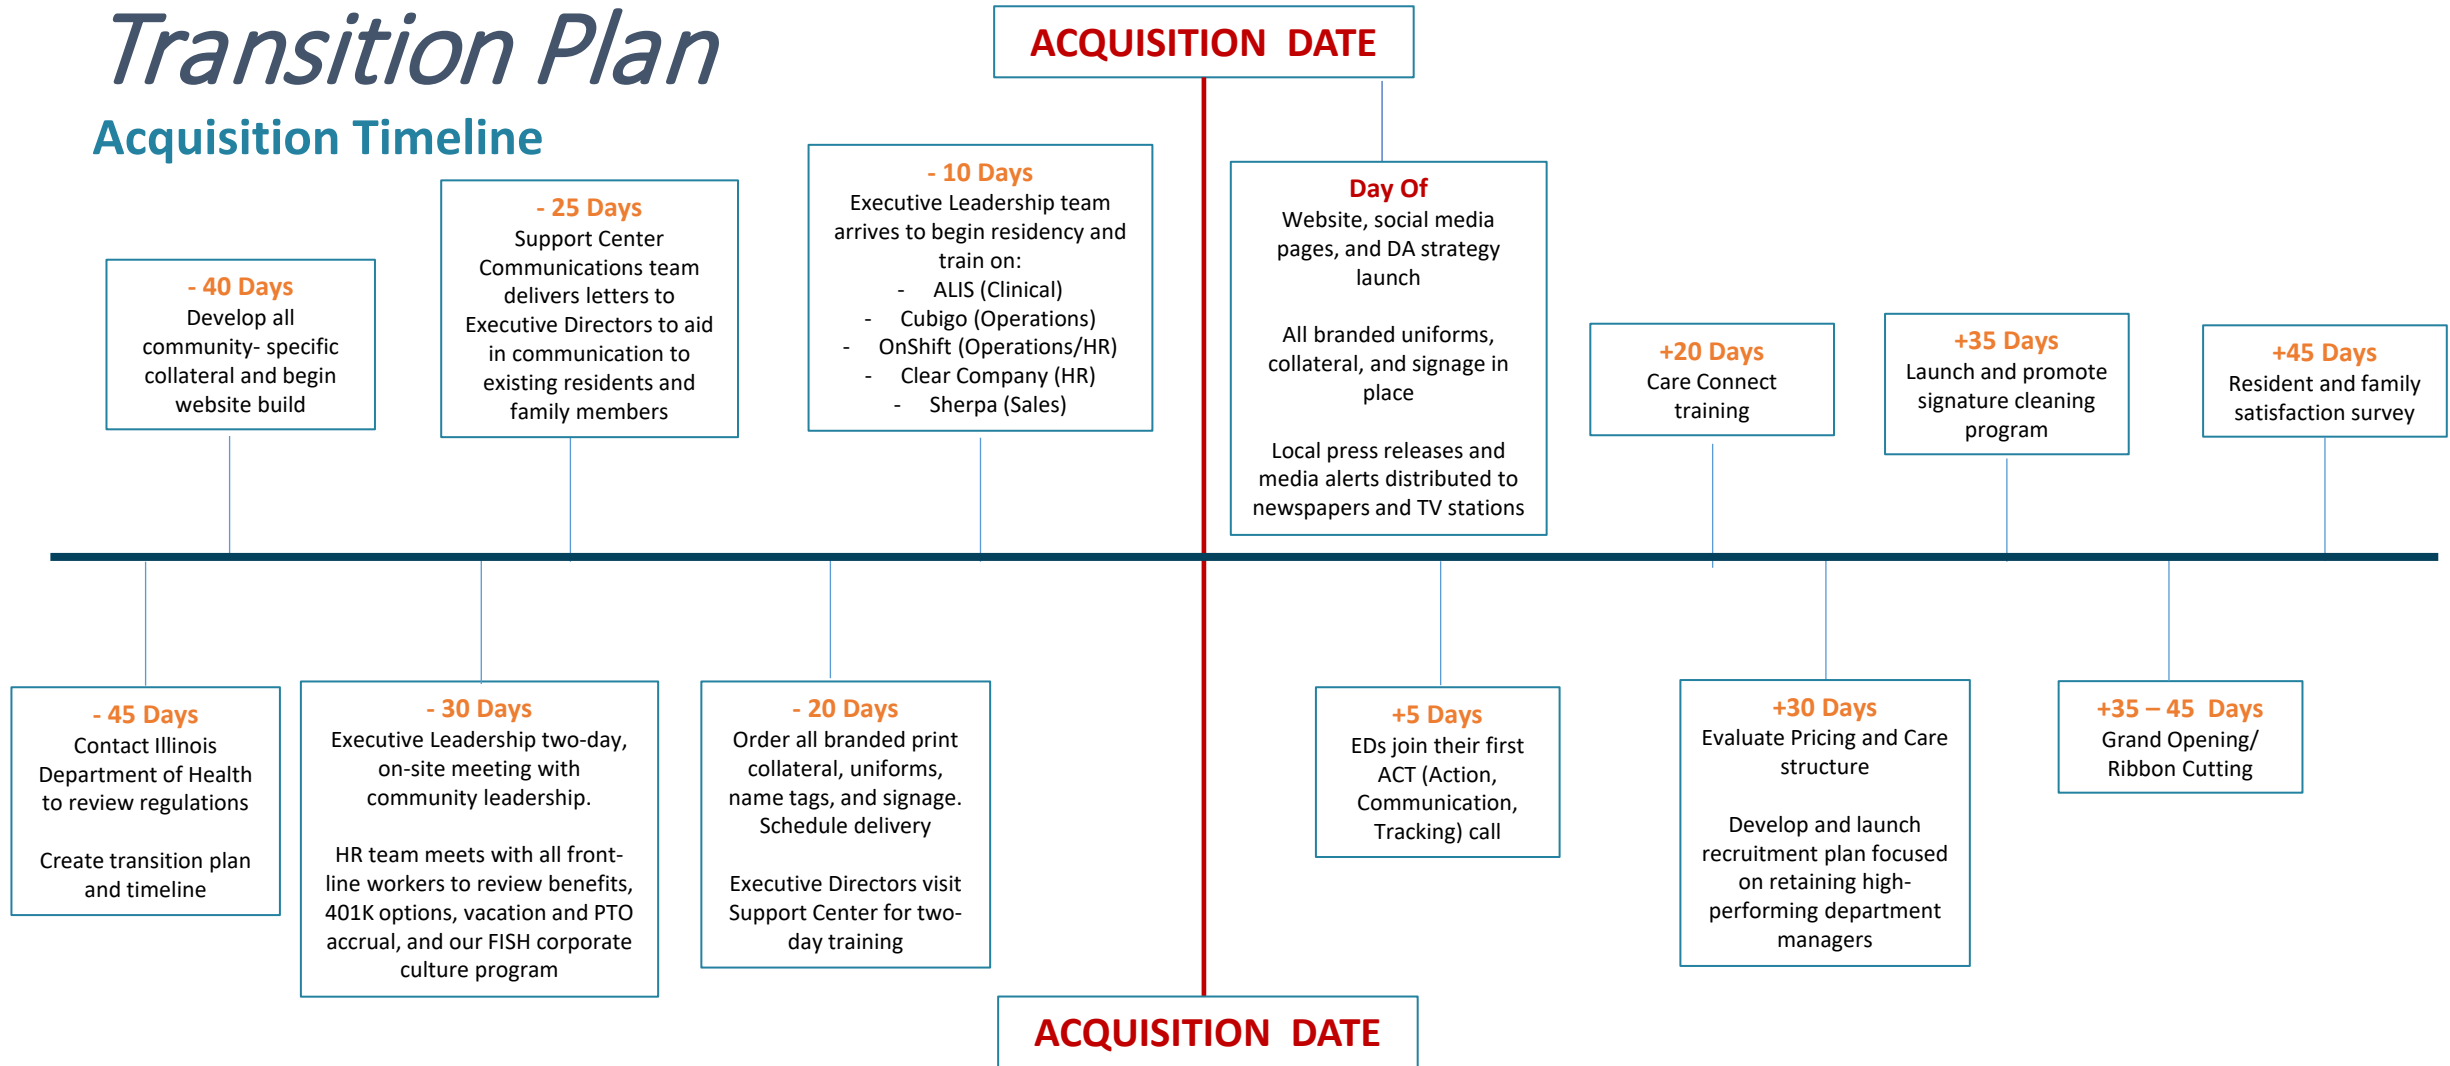 Transition Plan
Acquisition Timeline
ACQUISITION DATE
- 40 Days
Develop all
community- specific
collateral and begin
website build
- 25 Days
Support Center
Communications team
delivers letters to
Executive Directors to aid
in communication to
existing residents and
family members
- 10 Days
Executive Leadership team
arrives to begin residency and
train on:
- ALIS (Clinical)
- Cubigo (Operations)
- OnShift (Operations/HR)
- Clear Company (HR)
- Sherpa (Sales)
Day Of
Website, social media
pages, and DA strategy
launch
All branded uniforms,
collateral, and signage in
place
Local press releases and
media alerts distributed to
newspapers and TV stations
+20 Days
Care Connect
training
+35 Days
Launch and promote
signature cleaning
program
+45 Days
Resident and family
satisfaction survey
- 45 Days
Contact Illinois
Department of Health
to review regulations
Create transition plan
and timeline
- 30 Days
Executive Leadership two-day,
on-site meeting with
community leadership.
HR team meets with all front-
line workers to review benefits,
401K options, vacation and PTO
accrual, and our FISH corporate
culture program
- 20 Days
Order all branded print
collateral, uniforms,
name tags, and signage.
Schedule delivery
Executive Directors visit
Support Center for two-
day training
+5 Days
EDs join their first
ACT (Action,
Communication,
Tracking) call
+30 Days
Evaluate Pricing and Care
structure
Develop and launch
recruitment plan focused
on retaining high-
performing department
managers
+35 – 45 Days
Grand Opening/
Ribbon Cutting
ACQUISITION DATE